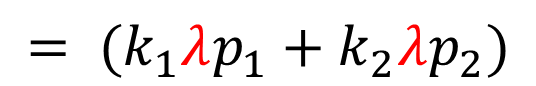 = (k₁λp₁ + k₂λp₂)